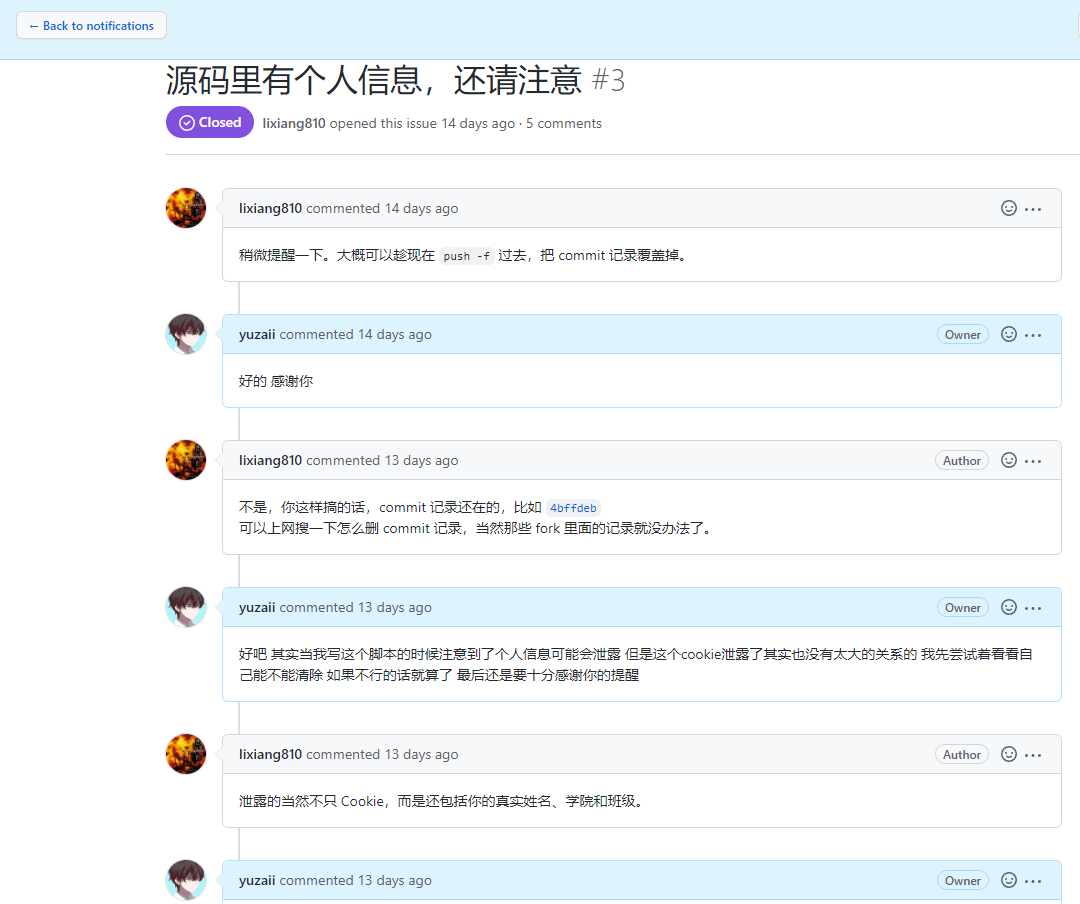 ← Back to notifications
源码里有个人信息，还请注意 #3
Closed lixiang810 opened this issue 14 days ago · 5 comments
lixiang810 commented 14 days ago
稍微提醒一下。大概可以趁现在 push -f 过去，把 commit 记录覆盖掉。
yuzaii commented 14 days ago Owner
好的 感谢你
lixiang810 commented 13 days ago Author
不是，你这样搞的话，commit 记录还在的，比如 4bffdeb
可以上网搜一下怎么删 commit 记录，当然那些 fork 里面的记录就没办法了。
yuzaii commented 13 days ago Owner
好吧 其实当我写这个脚本的时候注意到了个人信息可能会泄露 但是这个cookie泄露了其实也没有太大的关系的 我先尝试着看看自
己能不能清除 如果不行的话就算了 最后还是要十分感谢你的提醒
lixiang810 commented 13 days ago Author
泄露的当然不只 Cookie，而是还包括你的真实姓名、学院和班级。
yuzaii commented 13 days ago Owner